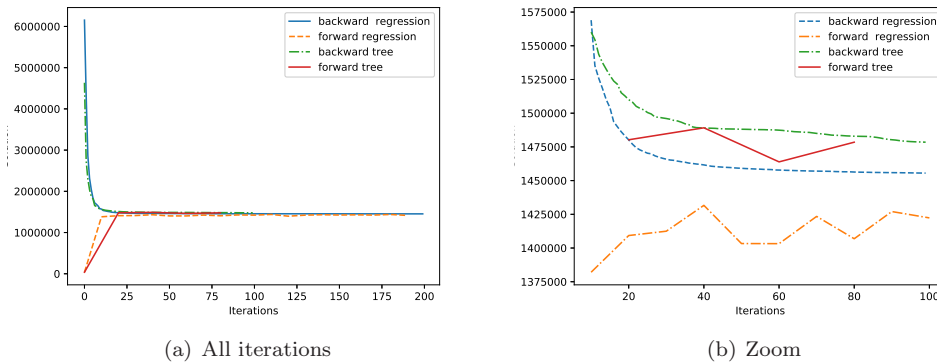 6000000
5000000
4000000
3000000
2000000
1000000
0
0 25 50 75 100 125 150 175 200
Iterations
backward regression
forward regression
backward tree
forward tree
(a) All iterations
1575000
1550000
1525000
1500000
1475000
1450000
1425000
1400000
1375000
20 40 60 80 100
Iterations
backward regression
forward regression
backward tree
forward tree
(b) Zoom